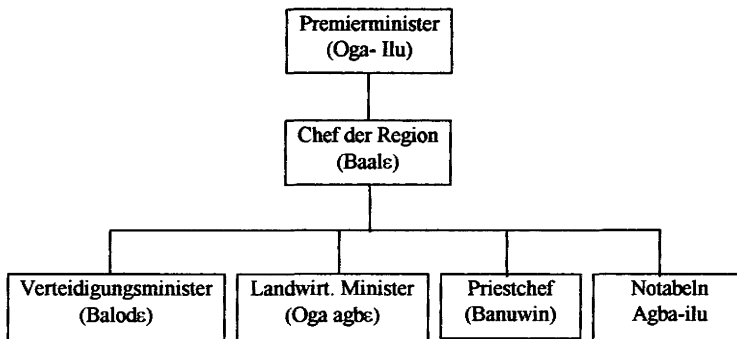 Premierminister
(Oga- Ilu)
Chef der Region
(Baalɛ)
Verteidigungsminister
(Balodɛ)
Landwirt. Minister
(Oga agbɛ)
Priestchef
(Banuwin)
Notabeln
Agba-ilu